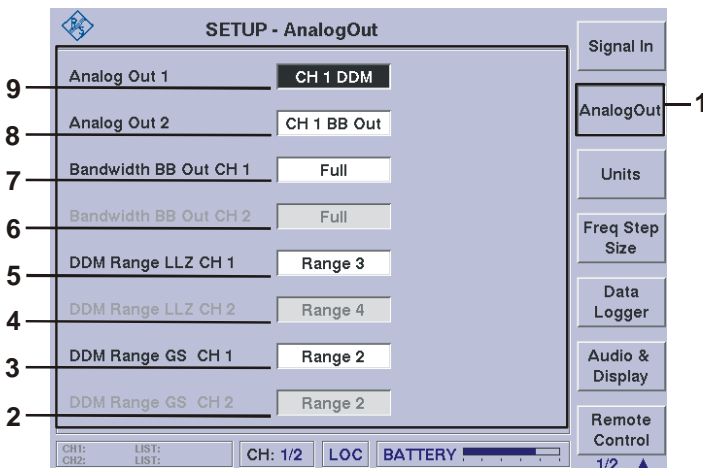 R&S
SETUP - AnalogOut
Signal In
9 Analog Out 1 CH 1 DDM
AnalogOut 1
8 Analog Out 2 CH 1 BB Out
7 Bandwidth BB Out CH 1 Full
Units
6 Bandwidth BB Out CH 2 Full
Freq Step
Size
5 DDM Range LLZ CH 1 Range 3
4 DDM Range LLZ CH 2 Range 4
Data
Logger
3 DDM Range GS CH 1 Range 2
Audio &
Display
2 DDM Range GS CH 2 Range 2
Remote
Control
CH1: LIST:
CH2: LIST:
CH: 1/2 LOC BATTERY
1/2